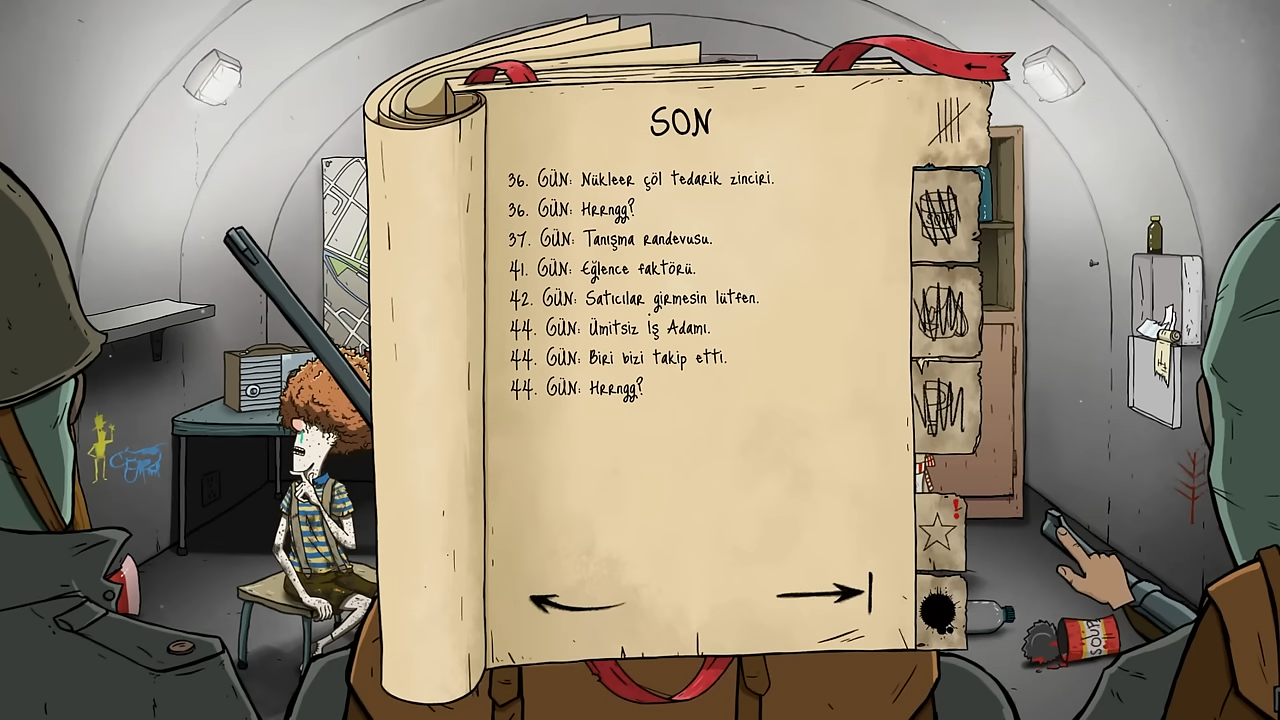 SON
36. GÜN: Nükleer çöl tedarik zinciri.
36. GÜN: Hrrngg?
37. GÜN: Tanışma randevusu.
41. GÜN: Eğlence faktörü.
42. GÜN: Satıcılar girmesin lütfen.
44. GÜN: Ümitsiz İş Adamı.
44. GÜN: Biri bizi takip etti.
44. GÜN: Hrrngg?
SOUP